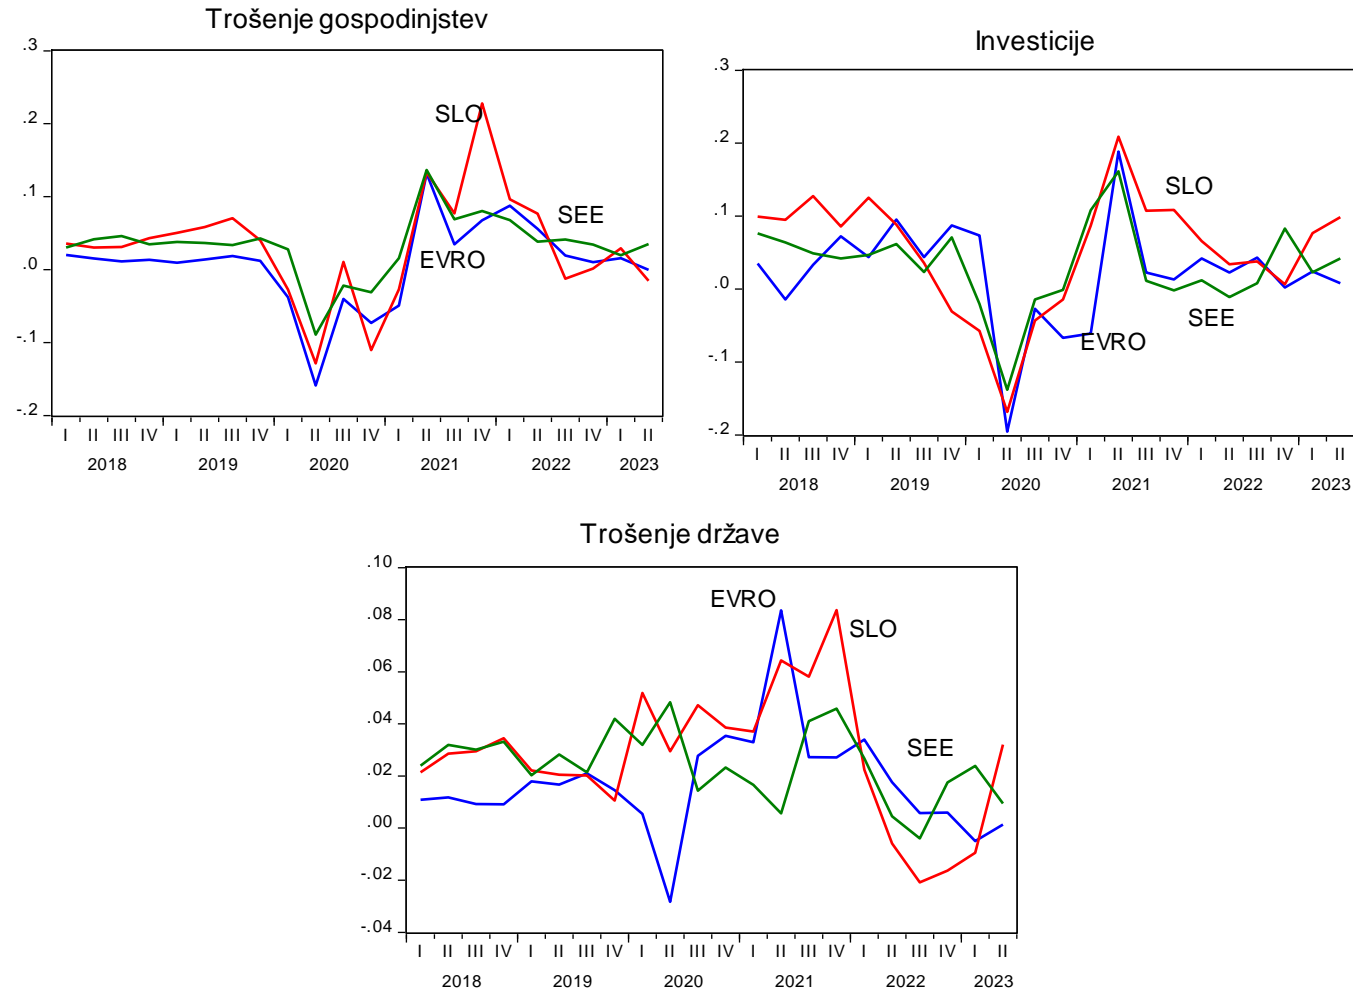 Trošenje gospodinjstev
.3
.2
.1
.0
-.1
-.2
SLO
SEE
EVRO
I II III IV I II III IV I II III IV I II III IV I II III IV I II
2018 2019 2020 2021 2022 2023
Investicije
.3
.2
.1
.0
-.1
-.2
SLO
SEE
EVRO
I II III IV I II III IV I II III IV I II III IV I II III IV I II
2018 2019 2020 2021 2022 2023
Trošenje države
.10
.08
.06
.04
.02
.00
-.02
-.04
EVRO
SLO
SEE
I II III IV I II III IV I II III IV I II III IV I II III IV I II
2018 2019 2020 2021 2022 2023